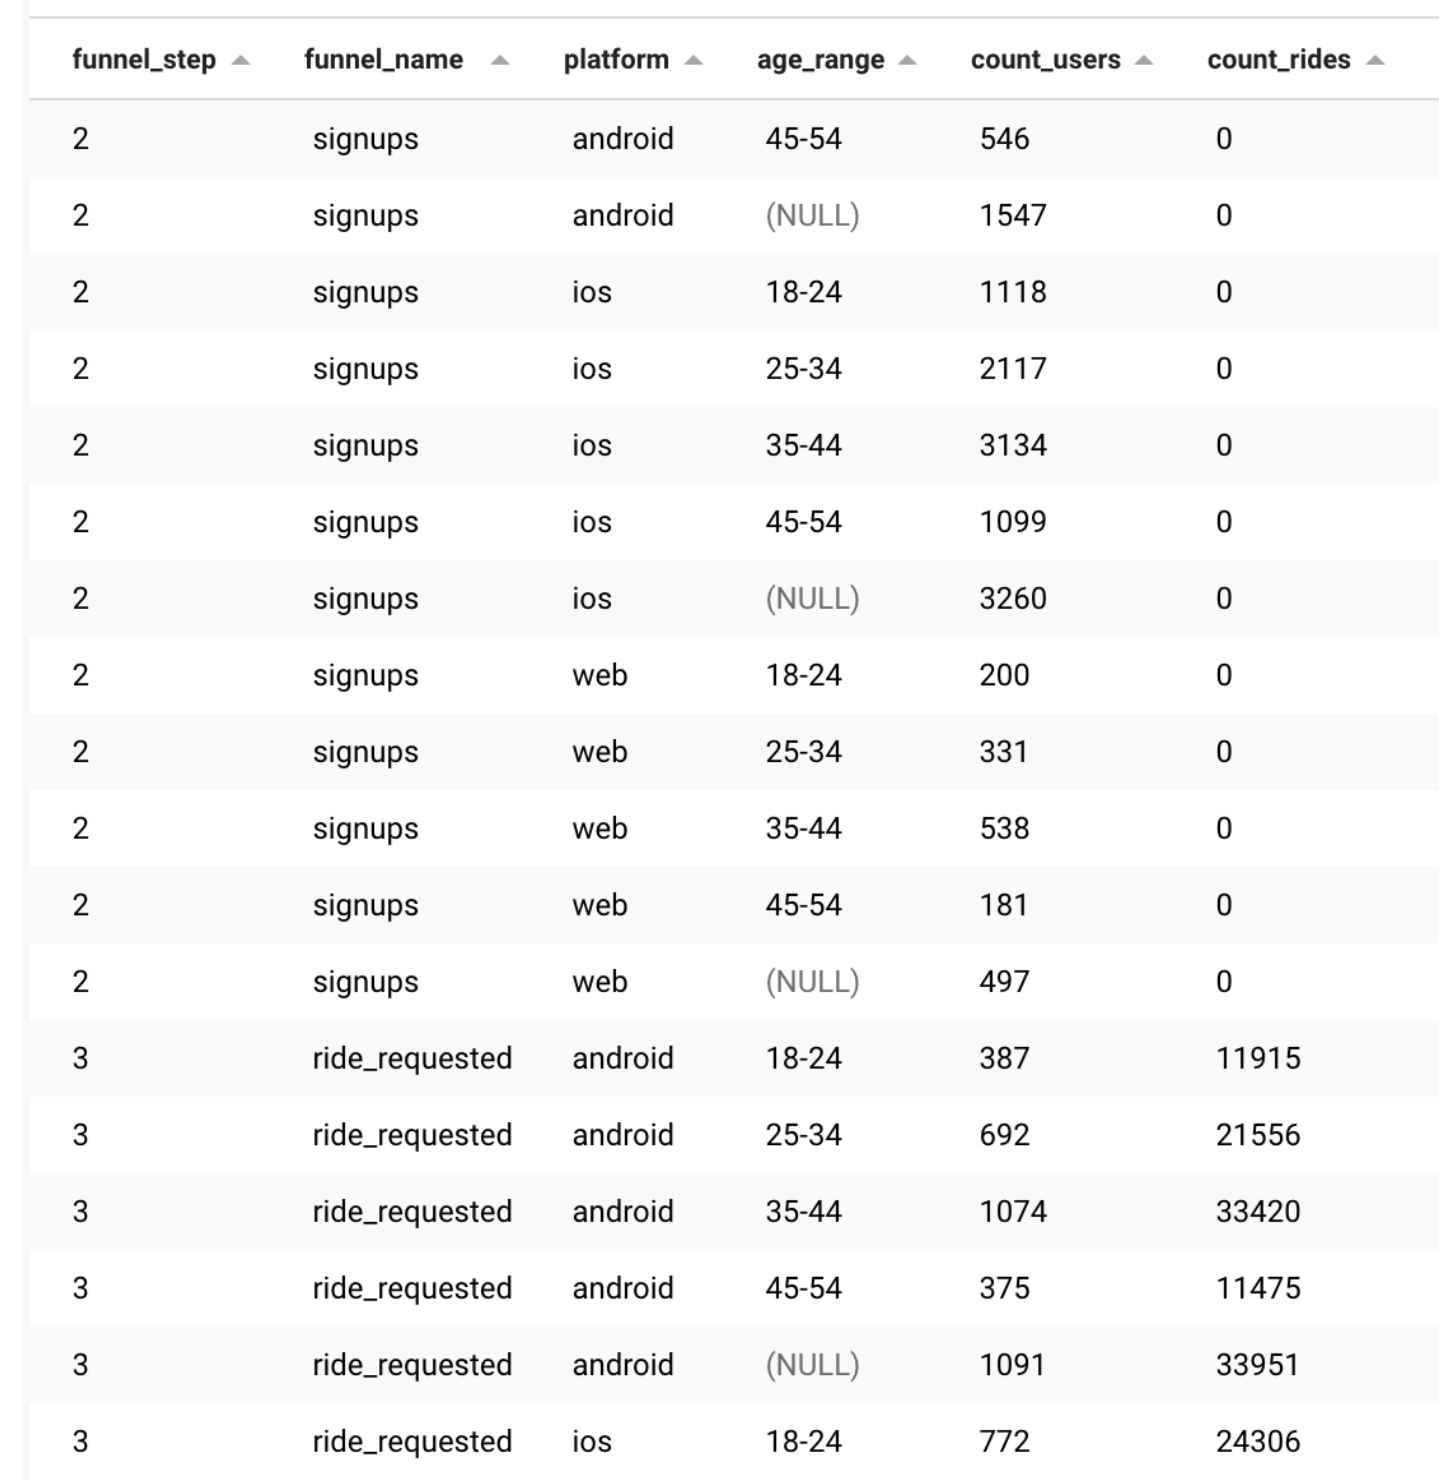 funnel_step funnel_name platform age_range count_users count_rides
2 signups android 45-54 546 0
2 signups android (NULL) 1547 0
2 signups ios 18-24 1118 0
2 signups ios 25-34 2117 0
2 signups ios 35-44 3134 0
2 signups ios 45-54 1099 0
2 signups ios (NULL) 3260 0
2 signups web 18-24 200 0
2 signups web 25-34 331 0
2 signups web 35-44 538 0
2 signups web 45-54 181 0
2 signups web (NULL) 497 0
3 ride_requested android 18-24 387 11915
3 ride_requested android 25-34 692 21556
3 ride_requested android 35-44 1074 33420
3 ride_requested android 45-54 375 11475
3 ride_requested android (NULL) 1091 33951
3 ride_requested ios 18-24 772 24306